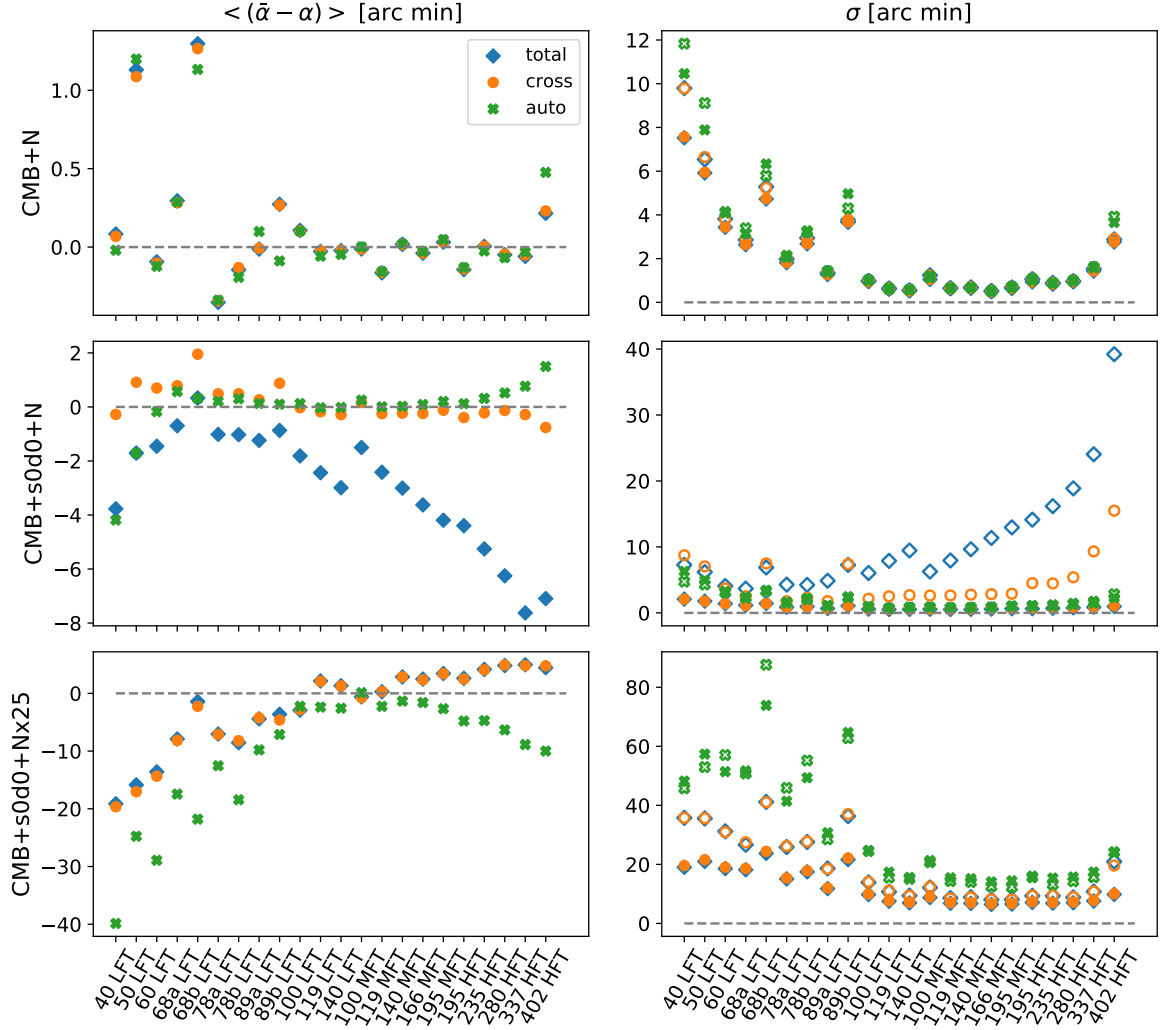 < (ᾱ − α) > [arc min]
σ [arc min]
CMB+N
1.0
0.5
0.0
total
cross
auto
12
10
8
6
4
2
0
CMB+s0d0+N
2
0
−2
−4
−6
−8
40
30
20
10
0
CMB+s0d0+Nx25
0
−10
−20
−30
−40
80
60
40
20
0
40 LFT
50 LFT
60 LFT
68a LFT
68b LFT
78a LFT
78b LFT
89a LFT
89b LFT
100 LFT
119 LFT
140 LFT
100 MFT
119 MFT
140 MFT
166 MFT
195 MFT
195 HFT
235 HFT
280 HFT
337 HFT
402 HFT
40 LFT
50 LFT
60 LFT
68a LFT
68b LFT
78a LFT
78b LFT
89a LFT
89b LFT
100 LFT
119 LFT
140 LFT
100 MFT
119 MFT
140 MFT
166 MFT
195 MFT
195 HFT
235 HFT
280 HFT
337 HFT
402 HFT